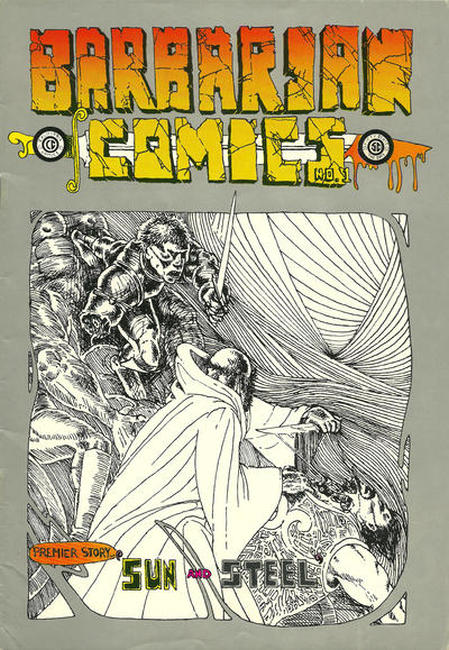 BARBARIAN
COMICS
NO. 1
PREMIER STORY...
SUN AND STEEL